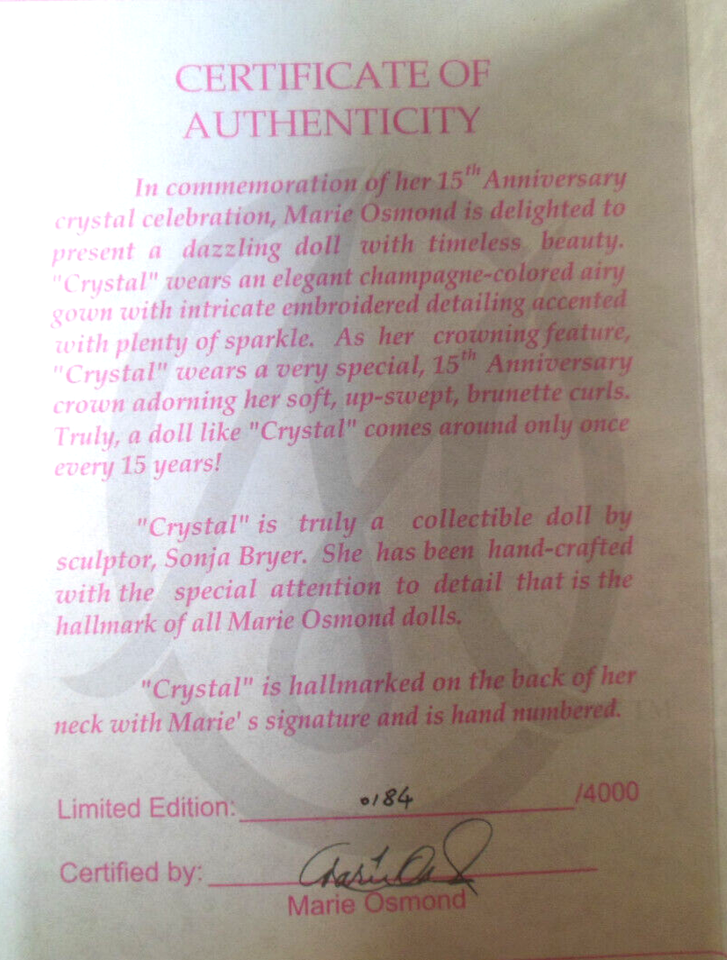 CERTIFICATE OF
AUTHENTICITY
In commemoration of her 15th Anniversary
crystal celebration, Marie Osmond is delighted to
present a dazzling doll with timeless beauty.
"Crystal" wears an elegant champagne-colored airy
gown with intricate embroidered detailing accented
with plenty of sparkle. As her crowning feature,
"Crystal" wears a very special, 15th Anniversary
crown adorning her soft, up-swept, brunette curls.
Truly, a doll like "Crystal" comes around only once
every 15 years!
"Crystal" is truly a collectible doll by
sculptor, Sonja Bryer. She has been hand-crafted
with the special attention to detail that is the
hallmark of all Marie Osmond dolls.
"Crystal" is hallmarked on the back of her
neck with Marie' s signature and is hand numbered.
TM
Limited Edition: 0184 /4000
Certified by: Marie Osmond
Marie Osmond